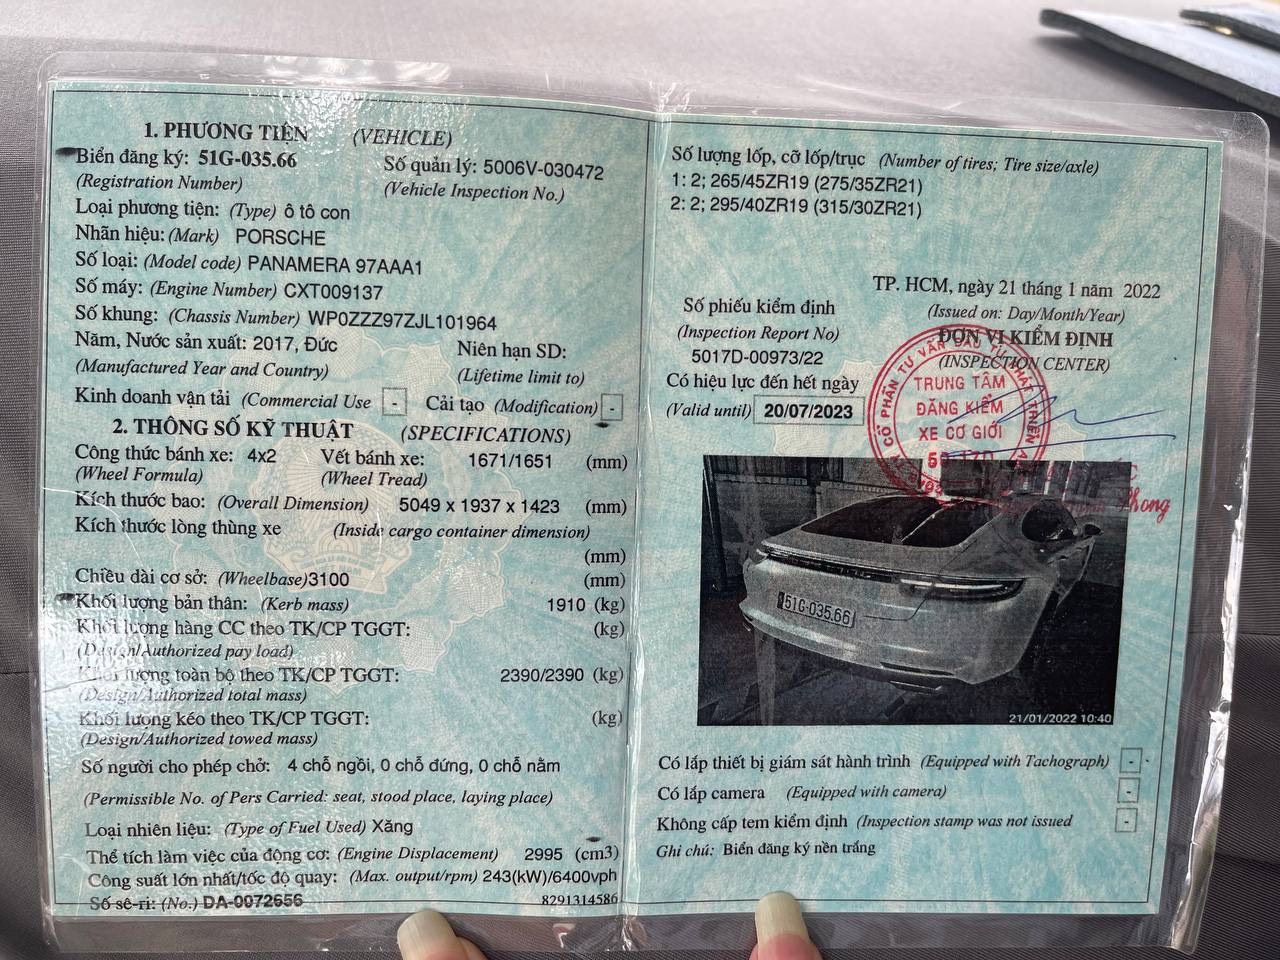 1. PHƯƠNG TIỆN (VEHICLE)
Biển đăng ký: 51G-035.66 Số quản lý: 5006V-030472
(Registration Number) (Vehicle Inspection No.)
Loại phương tiện: (Type) ô tô con
Nhãn hiệu: (Mark) PORSCHE
Số loại: (Model code) PANAMERA 97AAA1
Số máy: (Engine Number) CXT009137
Số khung: (Chassis Number) WP0ZZZ97ZJL101964
Năm, Nước sản xuất: 2017, Đức Niên hạn SD:
(Manufactured Year and Country) (Lifetime limit to)
Kinh doanh vận tải (Commercial Use - Cải tạo (Modification) -
2. THÔNG SỐ KỸ THUẬT (SPECIFICATIONS)
Công thức bánh xe: 4x2 Vết bánh xe: 1671/1651 (mm)
(Wheel Formula) (Wheel Tread)
Kích thước bao: (Overall Dimension) 5049 x 1937 x 1423 (mm)
Kích thước lòng thùng xe (Inside cargo container dimension)
(mm)
Chiều dài cơ sở: (Wheelbase)3100 (mm)
Khối lượng bản thân: (Kerb mass) 1910 (kg)
Khối lượng hàng CC theo TK/CP TGGT: (kg)
(Design/Authorized pay load)
Khối lượng toàn bộ theo TK/CP TGGT: 2390/2390 (kg)
(Design/Authorized total mass)
Khối lượng kéo theo TK/CP TGGT: (kg)
(Design/Authorized towed mass)
Số người cho phép chở: 4 chỗ ngồi, 0 chỗ đứng, 0 chỗ nằm
(Permissible No. of Pers Carried: seat, stood place, laying place)
Loại nhiên liệu: (Type of Fuel Used) Xăng
Thể tích làm việc của động cơ: (Engine Displacement) 2995 (cm3)
Công suất lớn nhất/tốc độ quay: (Max. output/rpm) 243(kW)/6400vph
Số sê-ri: (No.) DA-0072656 8291314586
Số lượng lốp, cỡ lốp/trục (Number of tires; Tire size/axle)
1: 2; 265/45ZR19 (275/35ZR21)
2: 2; 295/40ZR19 (315/30ZR21)
TP. HCM, ngày 21 tháng 1 năm 2022
(Issued on: Day/Month/Year)
Số phiếu kiểm định
(Inspection Report No)
5017D-00973/22
ĐƠN VỊ KIỂM ĐỊNH
(INSPECTION CENTER)
Có hiệu lực đến hết ngày
(Valid until) 20/07/2023
CỔ PHẦN TƯ VẤN ĐẦU TƯ PHÁT TRIỂN
TRUNG TÂM
ĐĂNG KIỂM
XE CƠ GIỚI
Phong
51G-035.66
21/01/2022 10:40
Có lắp thiết bị giám sát hành trình (Equipped with Tachograph) -
Có lắp camera (Equipped with camera) -
Không cấp tem kiểm định (Inspection stamp was not issued -
Ghi chú: Biển đăng ký nền trắng